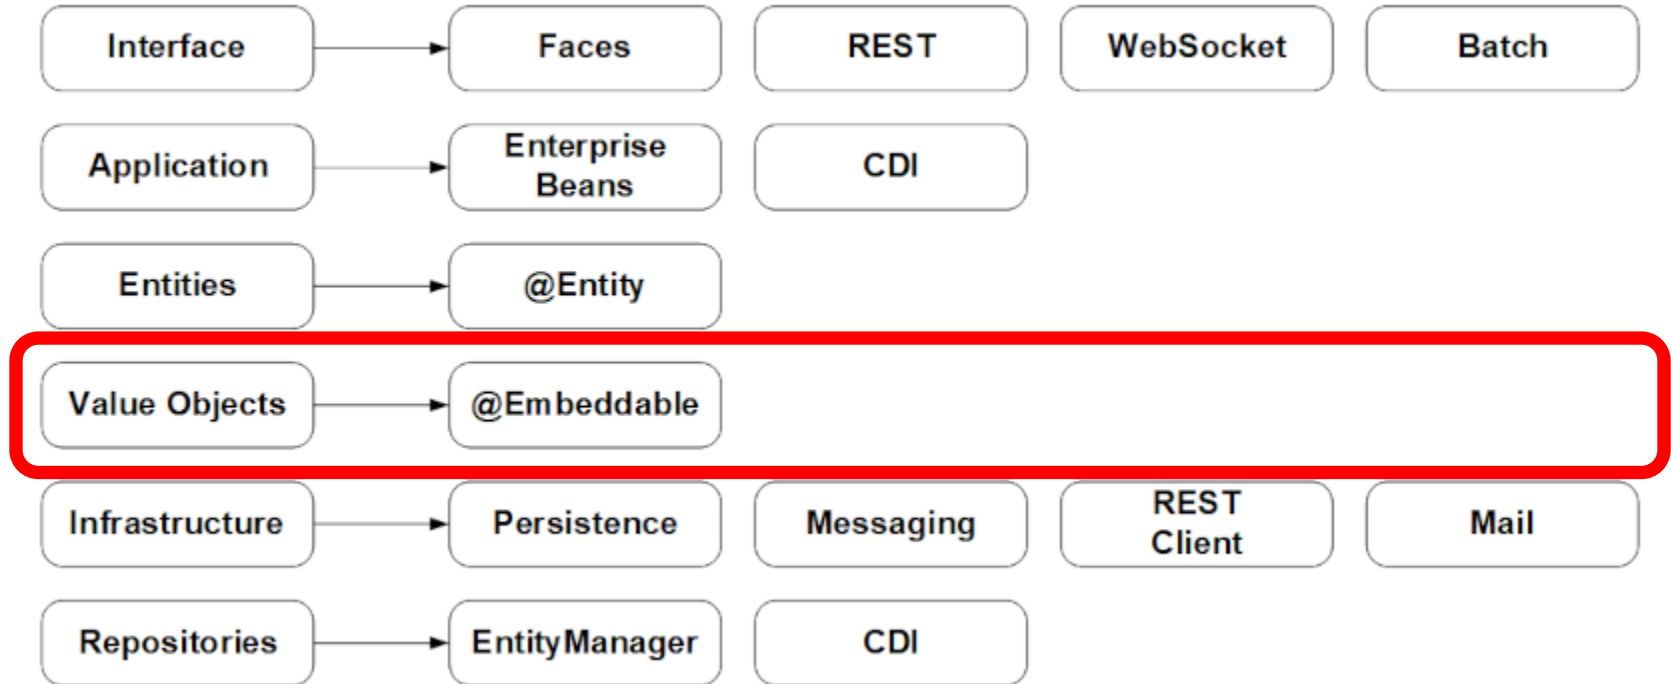 Interface
Faces
REST
WebSocket
Batch
Application
Enterprise
Beans
CDI
Entities
@Entity
Value Objects
@Embeddable
Infrastructure
Persistence
Messaging
REST
Client
Mail
Repositories
EntityManager
CDI